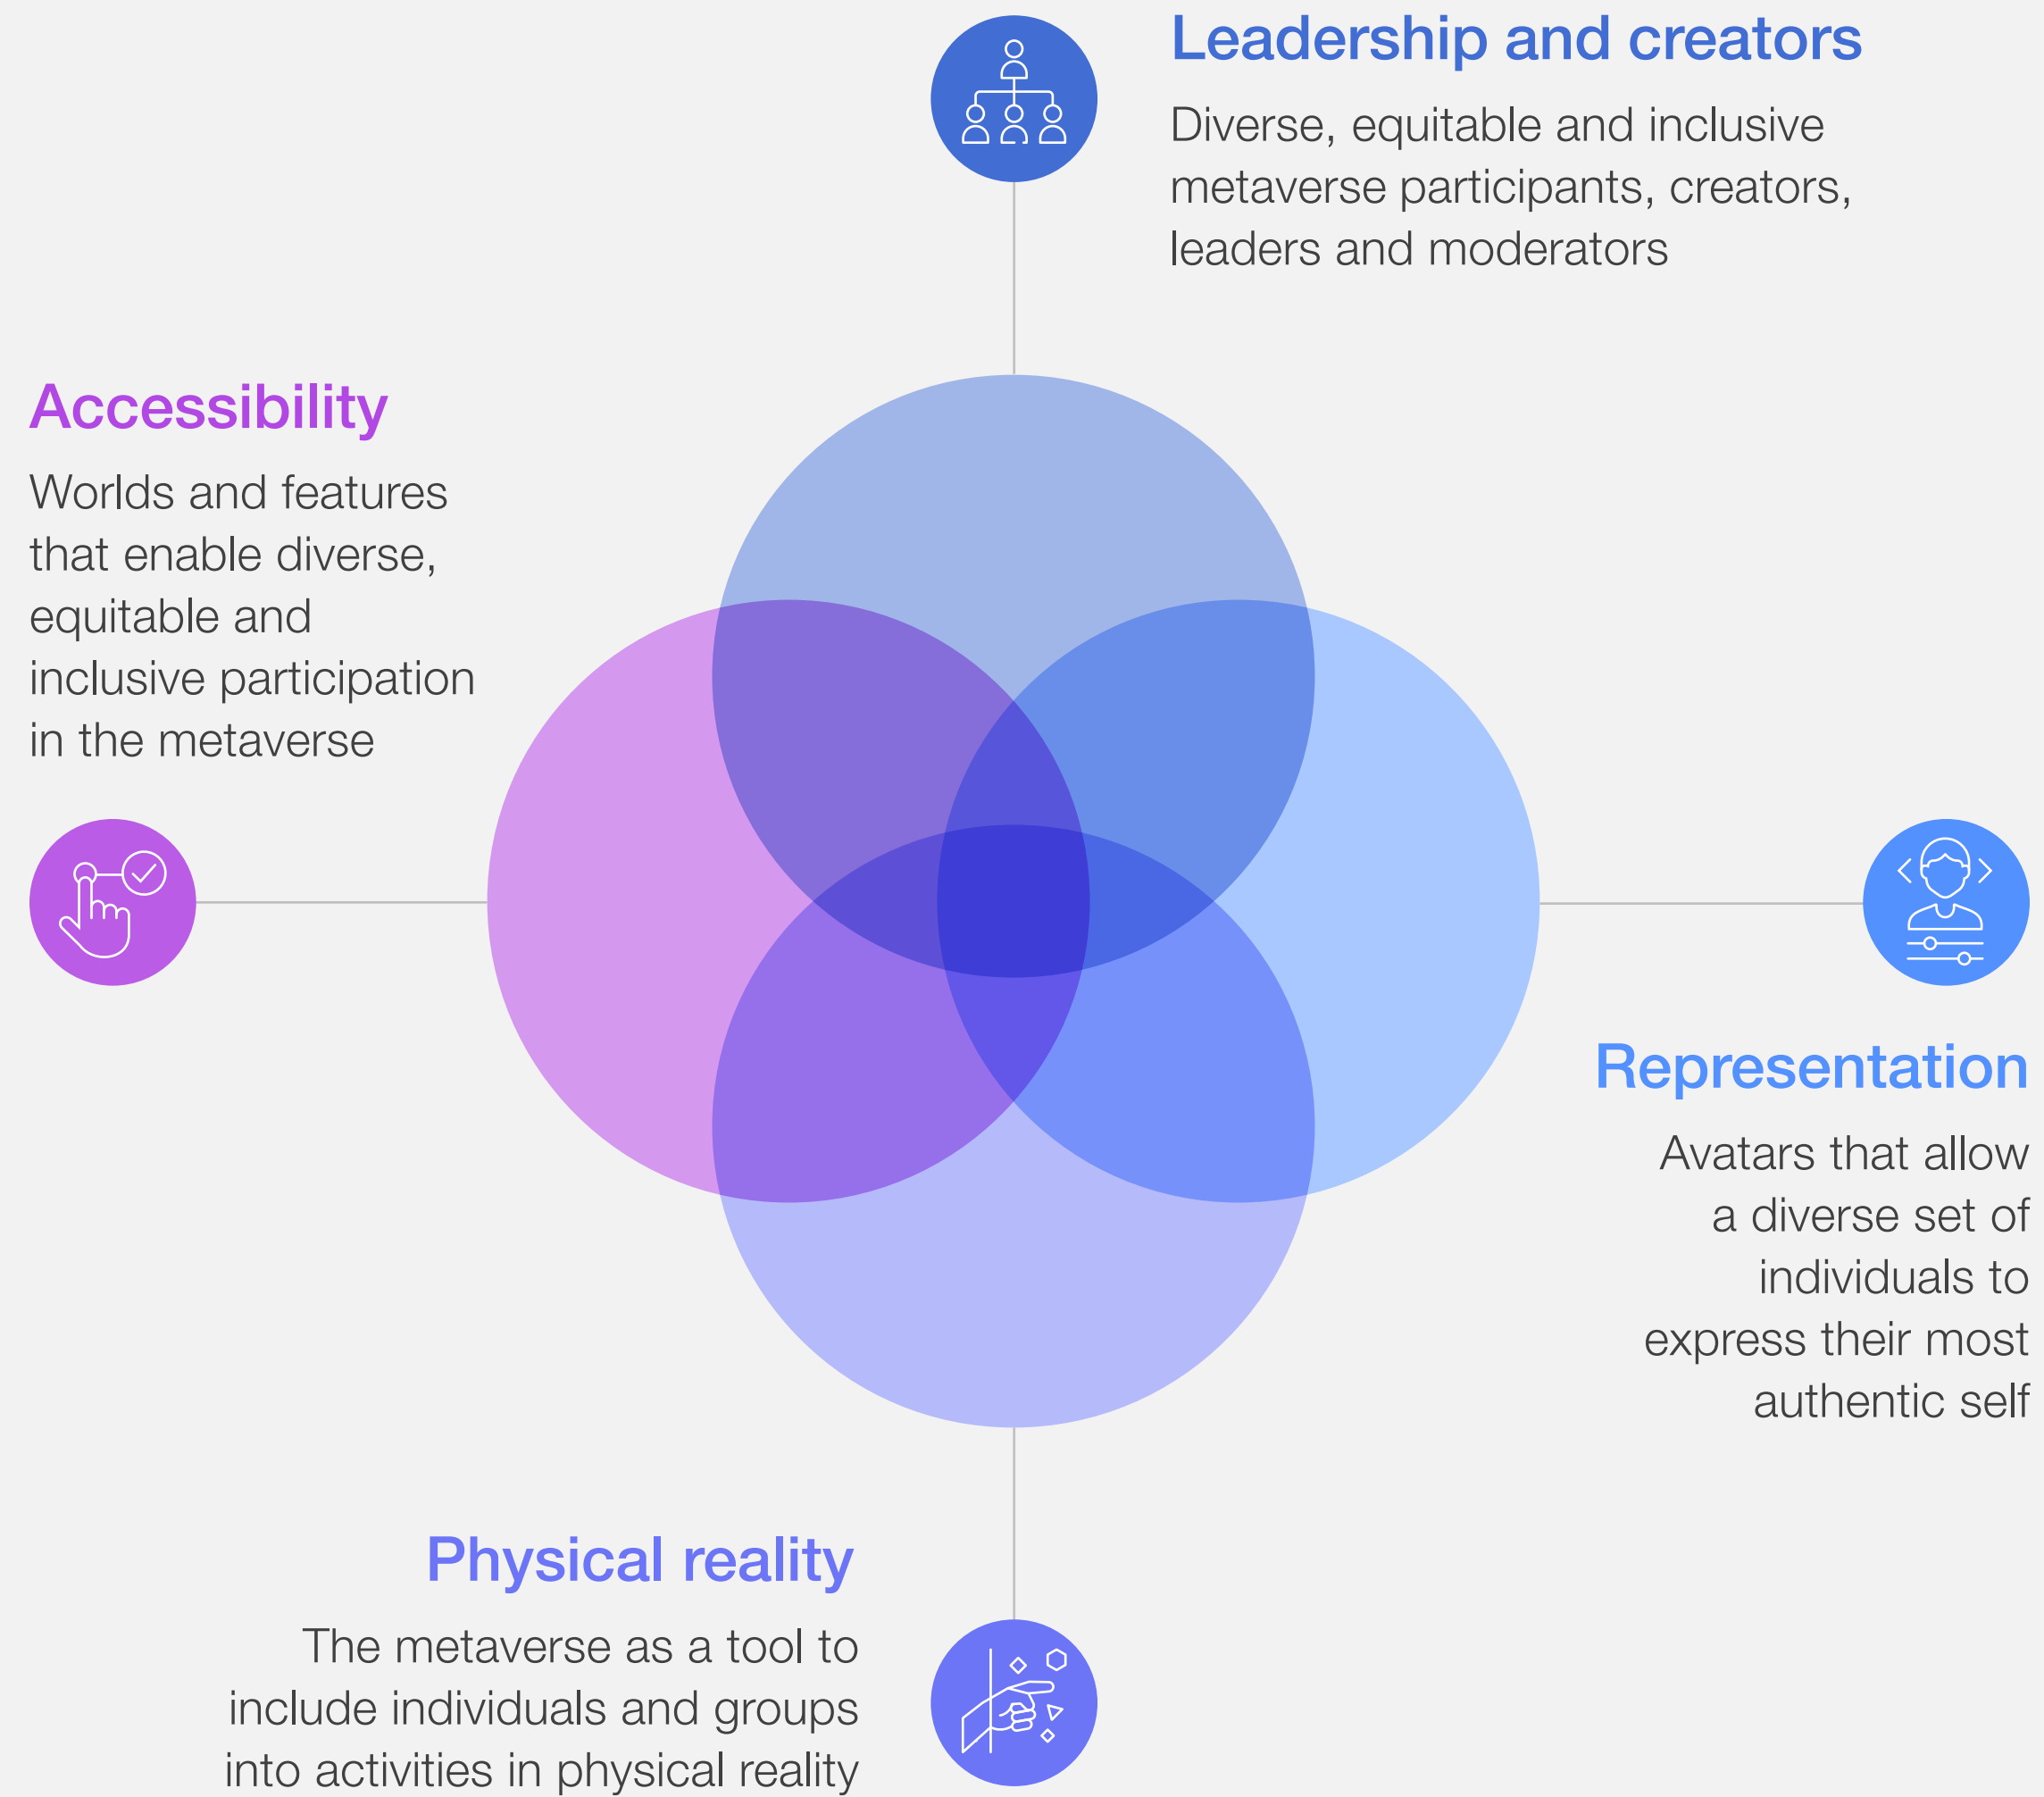 Leadership and creators
Diverse, equitable and inclusive
metaverse participants, creators,
leaders and moderators
Accessibility
Worlds and features
that enable diverse,
equitable and
inclusive participation
in the metaverse
Representation
Avatars that allow
a diverse set of
individuals to
express their most
authentic self
Physical reality
The metaverse as a tool to
include individuals and groups
into activities in physical reality